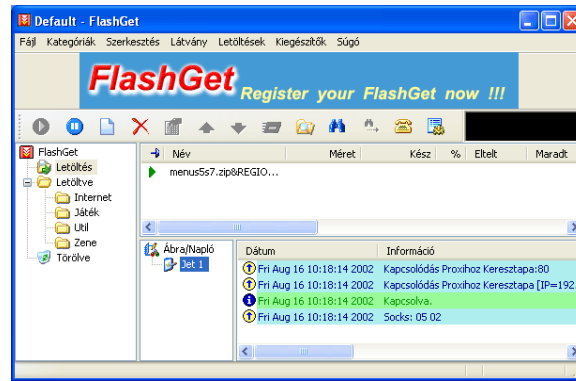 Default - FlashGet
Fájl Kategóriák Szerkesztés Látvány Letöltések Kiegészítők Súgó
FlashGet Register your FlashGet now !!!
FlashGet
Letöltés
Letöltve
Internet
Játék
Util
Zene
Törölve
Név Méret Kész % Eltelt Maradt
menus5s7.zip&REGIO...
Ábra/Napló
Jet 1
Dátum Információ
Fri Aug 16 10:18:14 2002 Kapcsolódás Proxihoz Keresztapa:80
Fri Aug 16 10:18:14 2002 Kapcsolódás Proxihoz Keresztapa [IP=192.
Fri Aug 16 10:18:14 2002 Kapcsolva.
Fri Aug 16 10:18:14 2002 Socks: 05 02